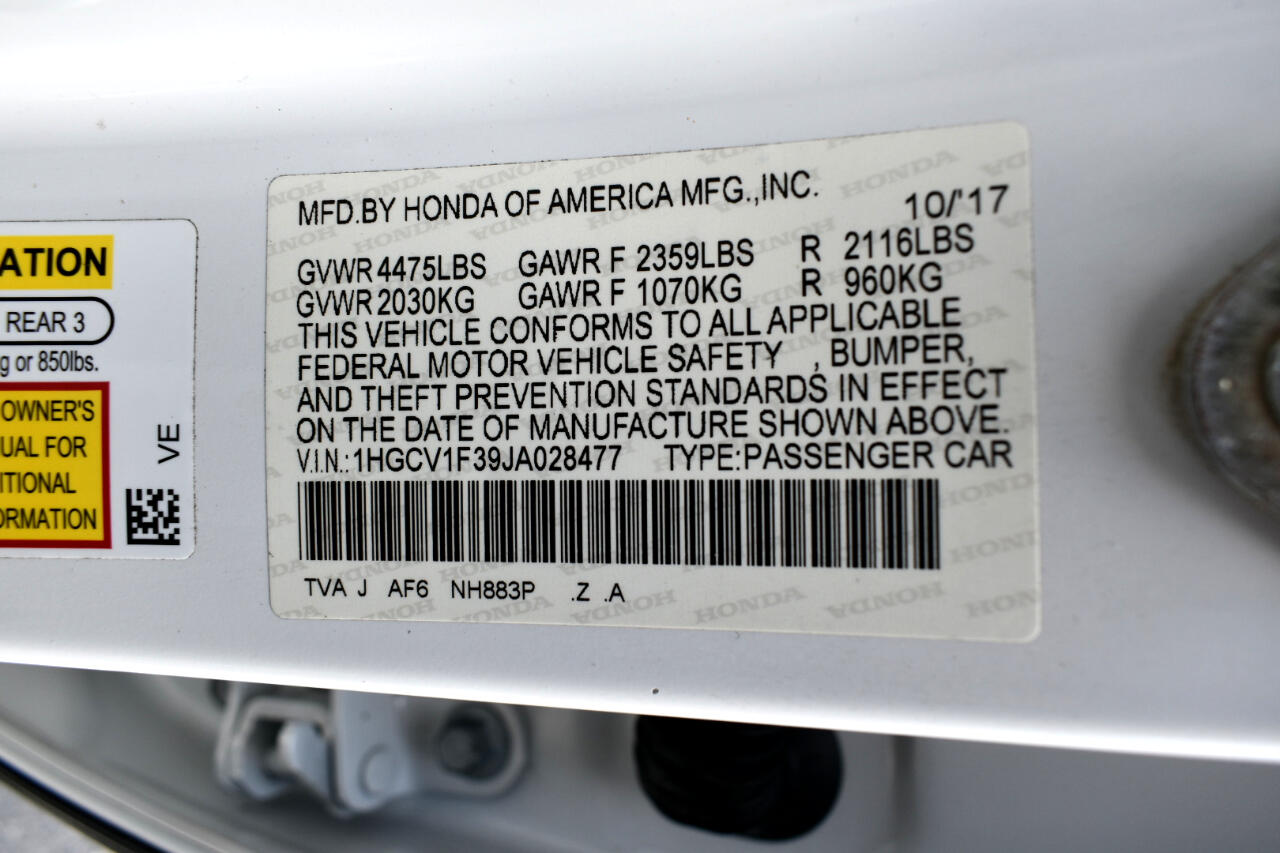 MFD.BY HONDA OF AMERICA MFG.,INC. 10/'17
GVWR 4475LBS GAWR F 2359LBS R 2116LBS
GVWR 2030KG GAWR F 1070KG R 960KG
THIS VEHICLE CONFORMS TO ALL APPLICABLE
FEDERAL MOTOR VEHICLE SAFETY , BUMPER,
AND THEFT PREVENTION STANDARDS IN EFFECT
ON THE DATE OF MANUFACTURE SHOWN ABOVE.
V.I.N.:1HGCV1F39JA028477 TYPE:PASSENGER CAR
TVA J AF6 NH883P .Z .A
ATION
REAR 3
g or 850lbs.
OWNER'S
UAL FOR
ITIONAL
ORMATION
VE
HONDA